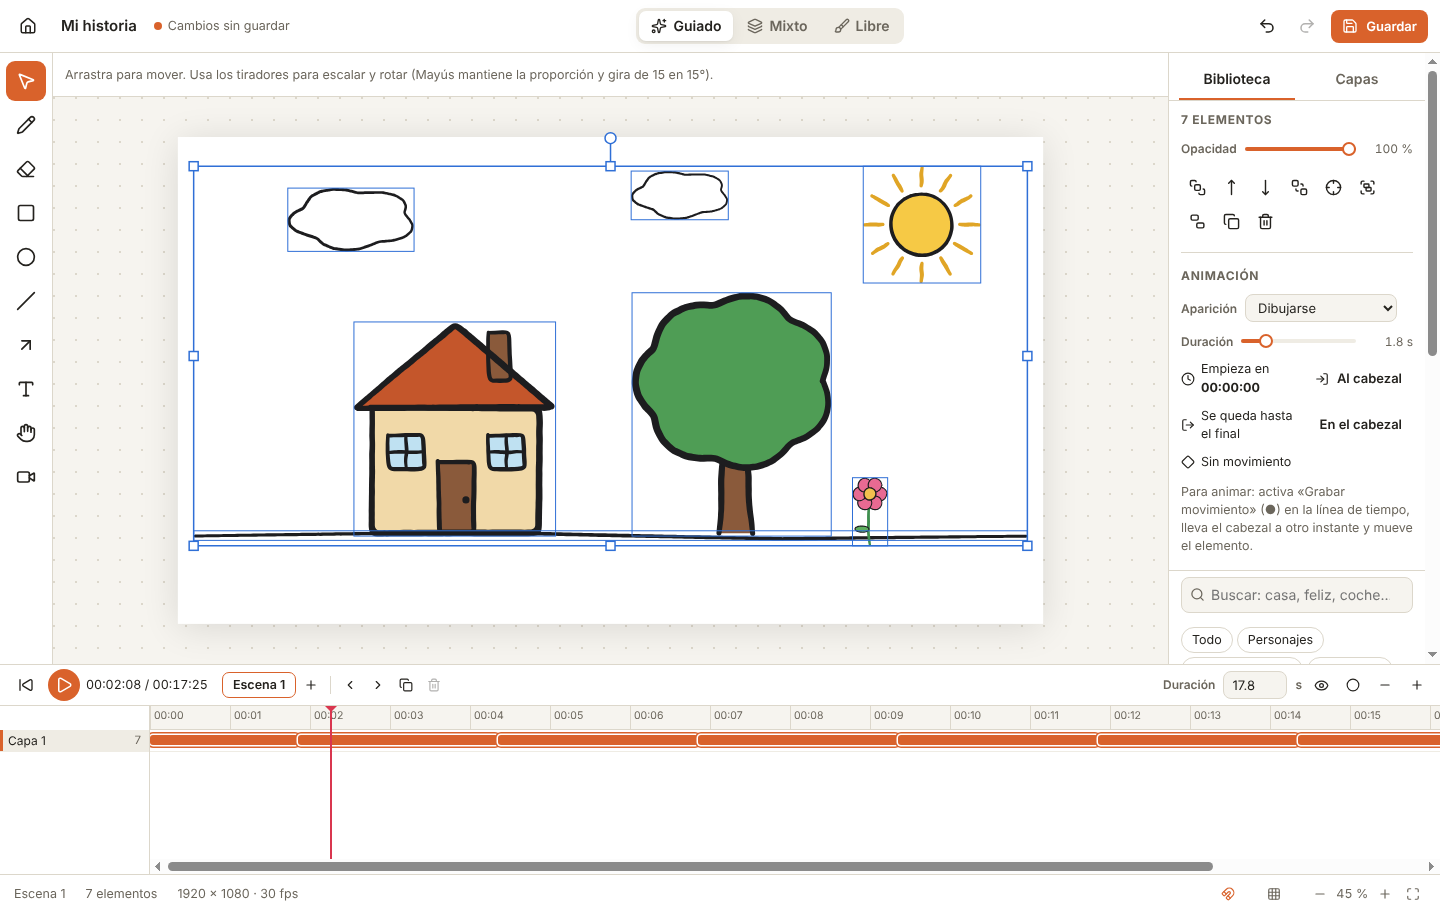 Mi historia
Cambios sin guardar
Guiado
Mixto
Libre
Guardar
Arrastra para mover. Usa los tiradores para escalar y rotar (Mayús mantiene la proporción y gira de 15 en 15°).
Biblioteca
Capas
7 ELEMENTOS
Opacidad
100 %
ANIMACIÓN
Aparición
Dibujarse
Duración
1.8 s
Empieza en
00:00:00
Al cabezal
Se queda hasta
el final
En el cabezal
Sin movimiento
Para animar: activa «Grabar
movimiento» (●) en la línea de tiempo,
lleva el cabezal a otro instante y mueve
el elemento.
Buscar: casa, feliz, coche...
Todo
Personajes
00:02:08 / 00:17:25
Escena 1
Duración
17.8
s
00:00
00:01
00:02
00:03
00:04
00:05
00:06
00:07
00:08
00:09
00:10
00:11
00:12
00:13
00:14
00:15
Capa 1
7
Escena 1
7 elementos
1920 × 1080 · 30 fps
45 %